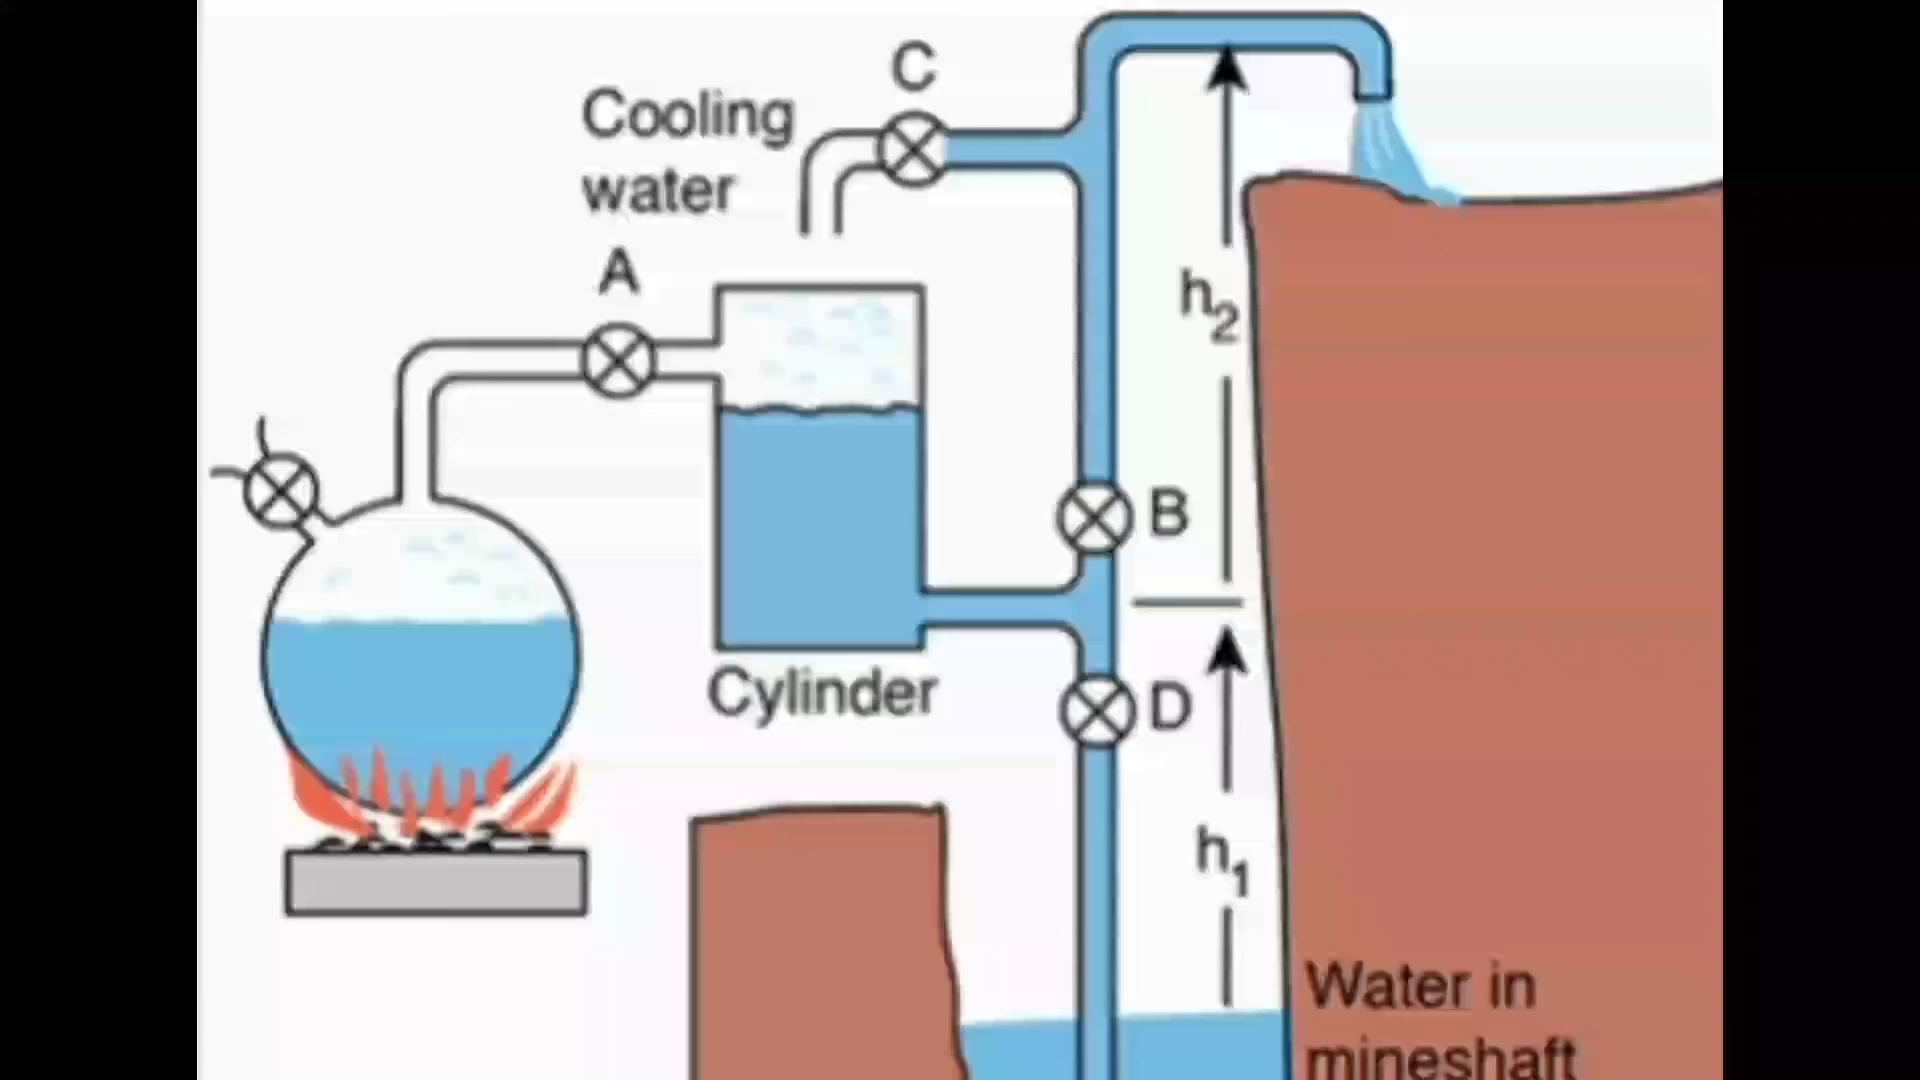 C
Cooling
water
A
h2
B
Cylinder
D
h1
Water in
mineshaft